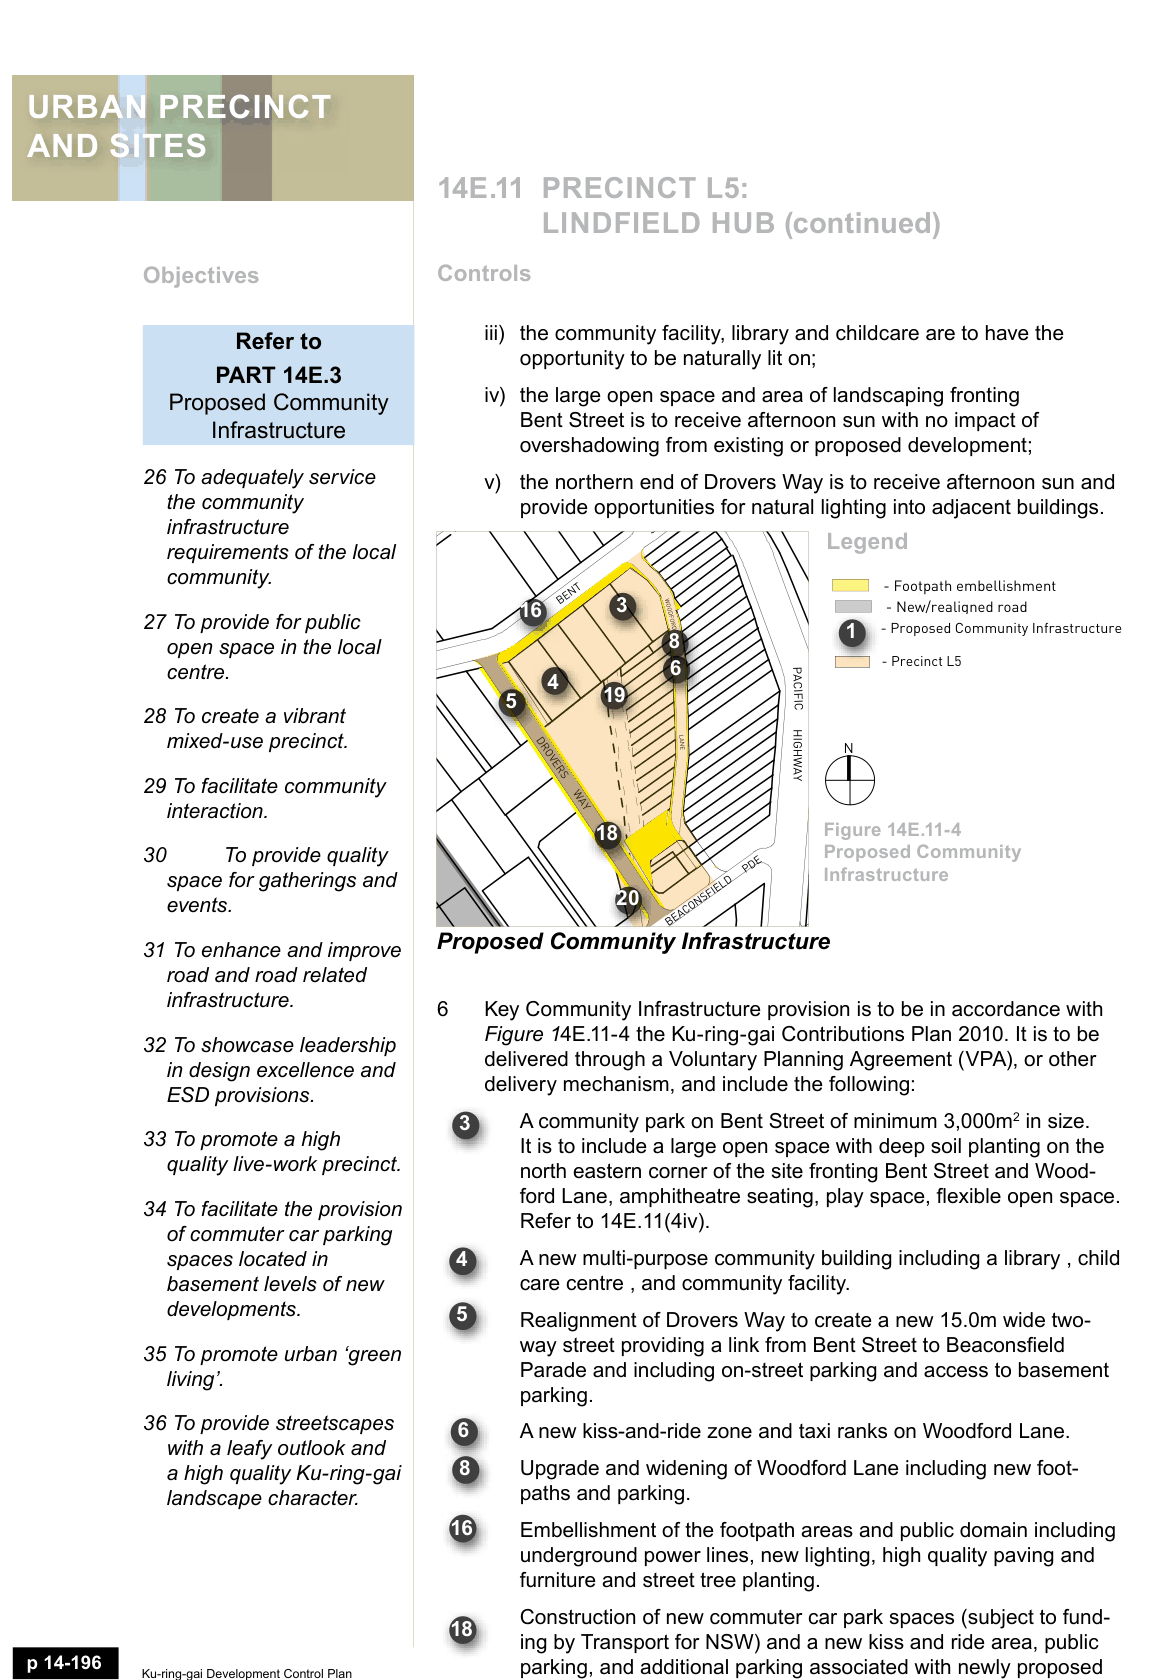 URBAN PRECINCT
AND SITES
14E.11 PRECINCT L5:
LINDFIELD HUB (continued)
Objectives
Refer to
PART 14E.3
Proposed Community
Infrastructure
26 To adequately service
the community
infrastructure
requirements of the local
community.
27 To provide for public
open space in the local
centre.
28 To create a vibrant
mixed-use precinct.
29 To facilitate community
interaction.
30 To provide quality
space for gatherings and
events.
31 To enhance and improve
road and road related
infrastructure.
32 To showcase leadership
in design excellence and
ESD provisions.
33 To promote a high
quality live-work precinct.
34 To facilitate the provision
of commuter car parking
spaces located in
basement levels of new
developments.
35 To promote urban ‘green
living’.
36 To provide streetscapes
with a leafy outlook and
a high quality Ku-ring-gai
landscape character.
Controls
iii) the community facility, library and childcare are to have the
opportunity to be naturally lit on;
iv) the large open space and area of landscaping fronting
Bent Street is to receive afternoon sun with no impact of
overshadowing from existing or proposed development;
v) the northern end of Drovers Way is to receive afternoon sun and
provide opportunities for natural lighting into adjacent buildings.
BENT
16
3
WOODFORD
8
6
4
19
5
PACIFIC HIGHWAY
LANE
DROVERS WAY
18
20
BEACONSFIELD PDE
Legend
- Footpath embellishment
- New/realigned road
1 - Proposed Community Infrastructure
- Precinct L5
N
Figure 14E.11-4
Proposed Community
Infrastructure
Proposed Community Infrastructure
6 Key Community Infrastructure provision is to be in accordance with
Figure 14E.11-4 the Ku-ring-gai Contributions Plan 2010. It is to be
delivered through a Voluntary Planning Agreement (VPA), or other
delivery mechanism, and include the following:
3 A community park on Bent Street of minimum 3,000m² in size.
It is to include a large open space with deep soil planting on the
north eastern corner of the site fronting Bent Street and Wood-
ford Lane, amphitheatre seating, play space, flexible open space.
Refer to 14E.11(4iv).
4 A new multi-purpose community building including a library , child
care centre , and community facility.
5 Realignment of Drovers Way to create a new 15.0m wide two-
way street providing a link from Bent Street to Beaconsfield
Parade and including on-street parking and access to basement
parking.
6 A new kiss-and-ride zone and taxi ranks on Woodford Lane.
8 Upgrade and widening of Woodford Lane including new foot-
paths and parking.
16 Embellishment of the footpath areas and public domain including
underground power lines, new lighting, high quality paving and
furniture and street tree planting.
18 Construction of new commuter car park spaces (subject to fund-
ing by Transport for NSW) and a new kiss and ride area, public
parking, and additional parking associated with newly proposed
p 14-196
Ku-ring-gai Development Control Plan